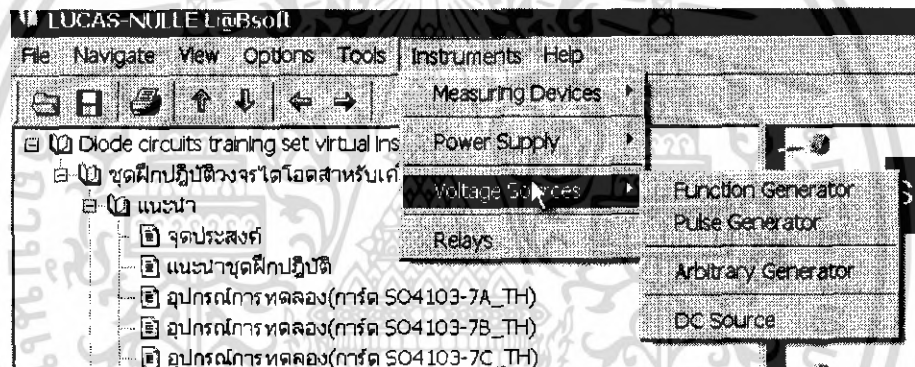 LUCAS-NULLE L@Bsoft
File Navigate View Options Tools Instruments Help
Measuring Devices
Power Supply
Voltage Sources
Relays
Function Generator
Pulse Generator
Arbitrary Generator
DC Source
Diode circuits training set virtual ins
ชุดฝึกปฏิบัติวงจรไดโอดสำหรับเค
แนะนำ
จุดประสงค์
แนะนำชุดฝึกปฏิบัติ
อุปกรณ์การทดลอง(การ์ด SO4103-7A_TH)
อุปกรณ์การทดลอง(การ์ด SO4103-7B_TH)
อุปกรณ์การทดลอง(การ์ด SO4103-7C_TH)